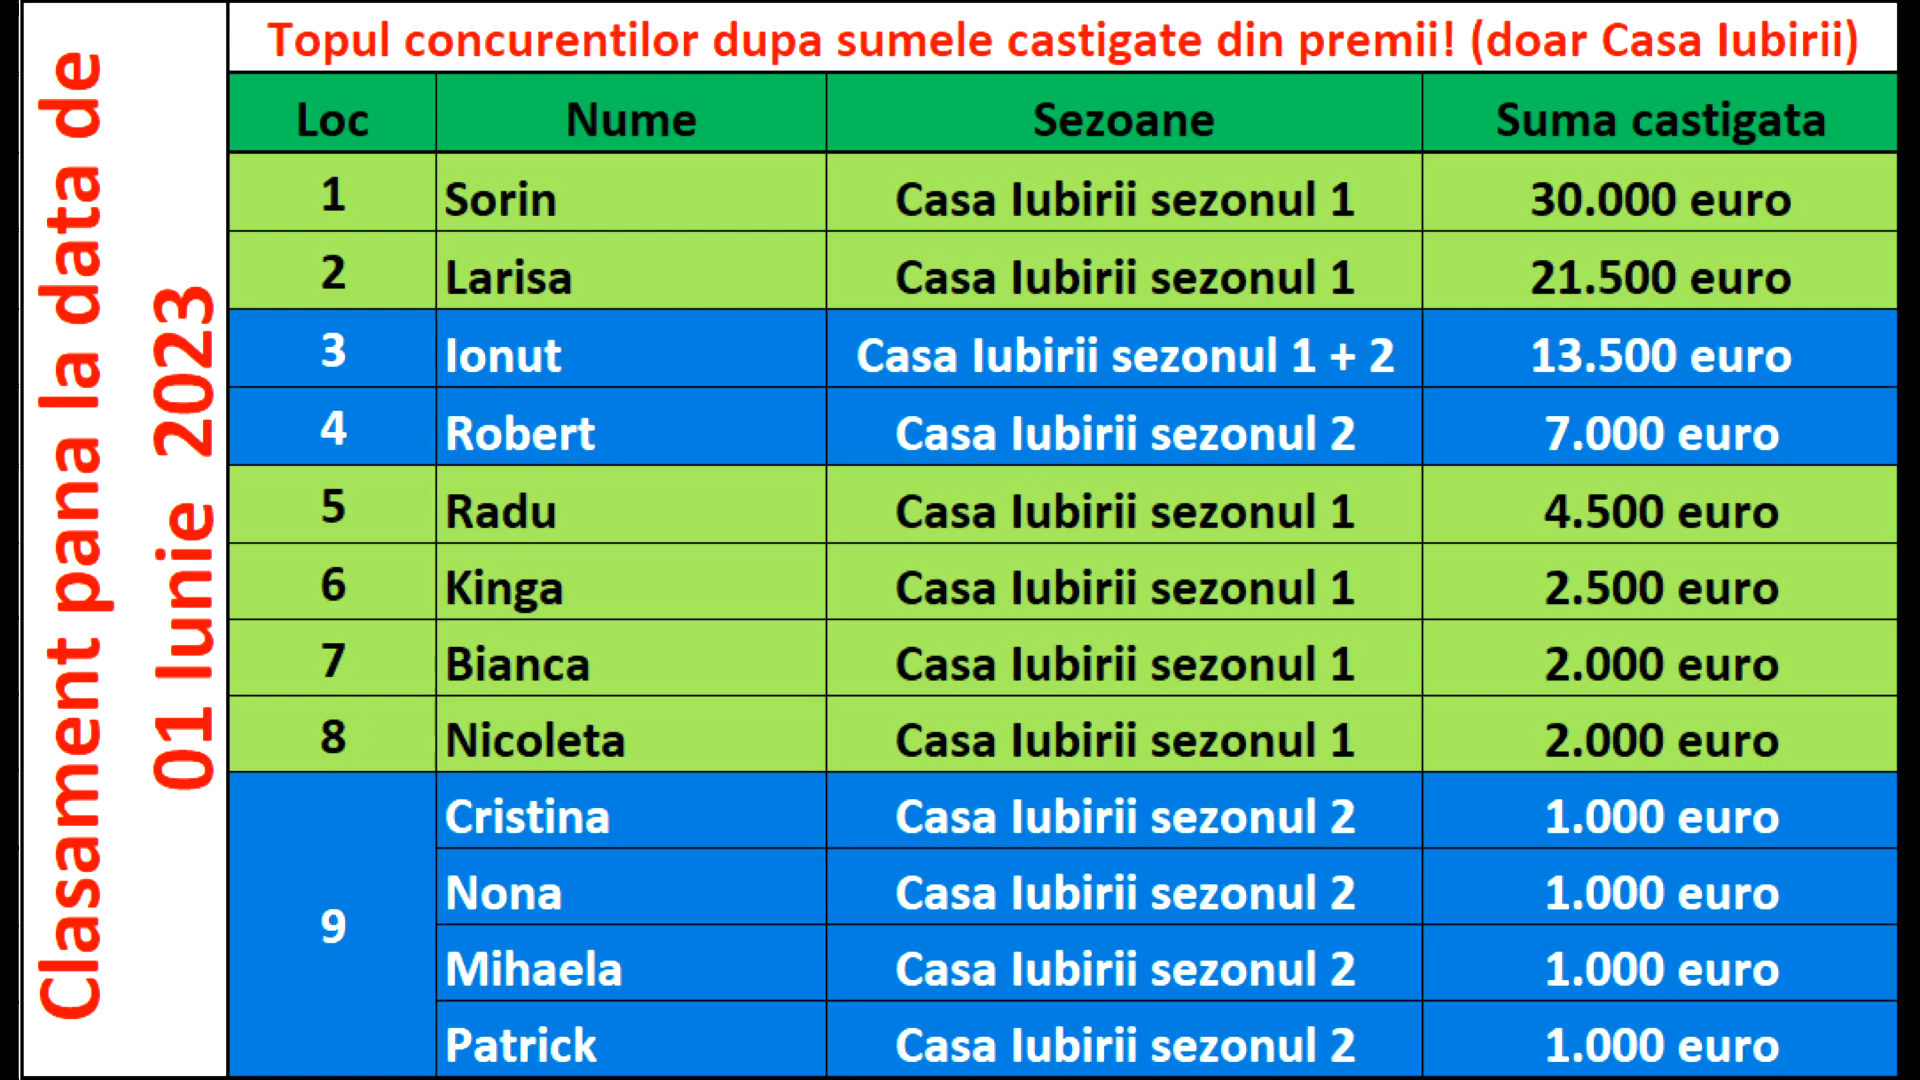 Clasament pana la data de
01 Iunie 2023
Topul concurentilor dupa sumele castigate din premii! (doar Casa Iubirii)
Loc Nume Sezoane Suma castigata
1 Sorin Casa Iubirii sezonul 1 30.000 euro
2 Larisa Casa Iubirii sezonul 1 21.500 euro
3 Ionut Casa Iubirii sezonul 1 + 2 13.500 euro
4 Robert Casa Iubirii sezonul 2 7.000 euro
5 Radu Casa Iubirii sezonul 1 4.500 euro
6 Kinga Casa Iubirii sezonul 1 2.500 euro
7 Bianca Casa Iubirii sezonul 1 2.000 euro
8 Nicoleta Casa Iubirii sezonul 1 2.000 euro
9 Cristina Casa Iubirii sezonul 2 1.000 euro
Nona Casa Iubirii sezonul 2 1.000 euro
Mihaela Casa Iubirii sezonul 2 1.000 euro
Patrick Casa Iubirii sezonul 2 1.000 euro